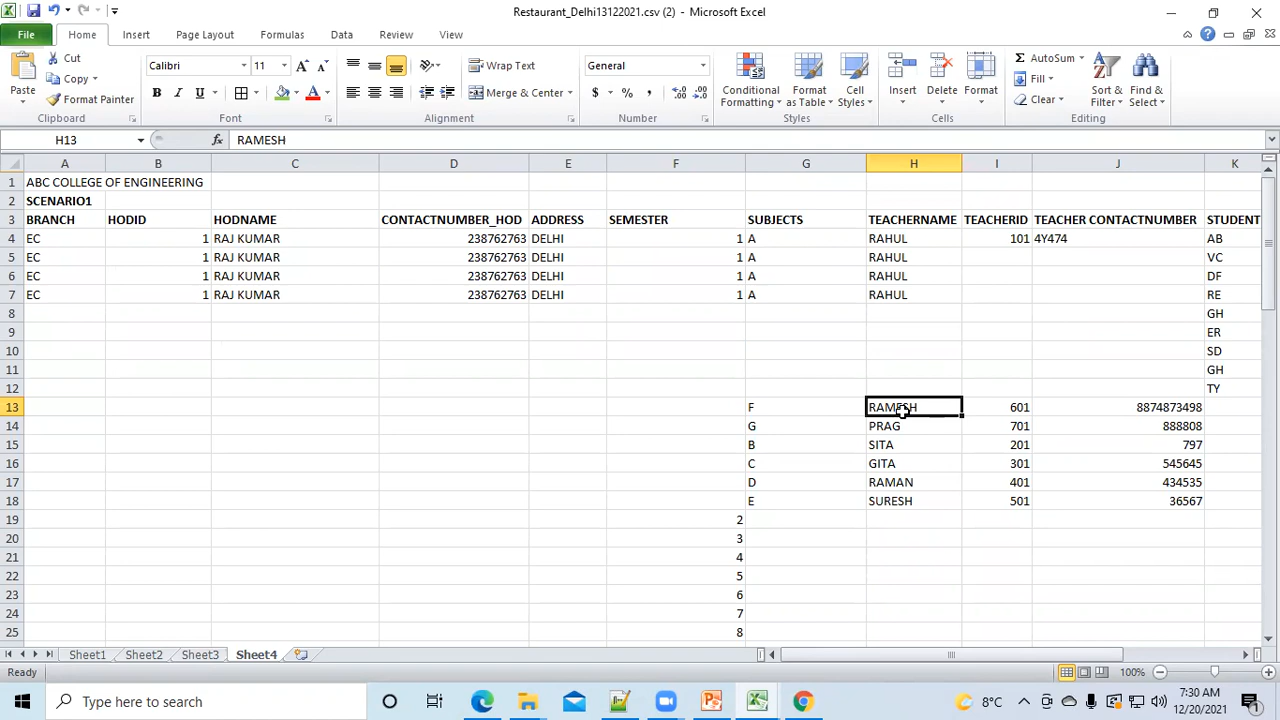 Restaurant_Delhi13122021.csv (2) - Microsoft Excel
File Home Insert Page Layout Formulas Data Review View
Paste
Cut
Copy
Format Painter
Clipboard
Calibri 11
B I U
Font
Wrap Text
Merge & Center
Alignment
General
$ % ,
Number
Conditional Formatting
Format as Table
Cell Styles
Styles
Insert
Delete
Format
Cells
AutoSum
Fill
Clear
Sort & Filter
Find & Select
Editing
H13 fx RAMESH
A B C D E F G H I J K
1 ABC COLLEGE OF ENGINEERING
2 SCENARIO1
3 BRANCH HODID HODNAME CONTACTNUMBER_HOD ADDRESS SEMESTER SUBJECTS TEACHERNAME TEACHERID TEACHER CONTACTNUMBER STUDENT
4 EC 1 RAJ KUMAR 238762763 DELHI 1 A RAHUL 101 4Y474 AB
5 EC 1 RAJ KUMAR 238762763 DELHI 1 A RAHUL VC
6 EC 1 RAJ KUMAR 238762763 DELHI 1 A RAHUL DF
7 EC 1 RAJ KUMAR 238762763 DELHI 1 A RAHUL RE
8 GH
9 ER
10 SD
11 GH
12 TY
13 F RAMESH 601 8874873498
14 G PRAG 701 888808
15 B SITA 201 797
16 C GITA 301 545645
17 D RAMAN 401 434535
18 E SURESH 501 36567
19 2
20 3
21 4
22 5
23 6
24 7
25 8
Sheet1 Sheet2 Sheet3 Sheet4
Ready 100%
Type here to search 8°C 7:30 AM
12/20/2021